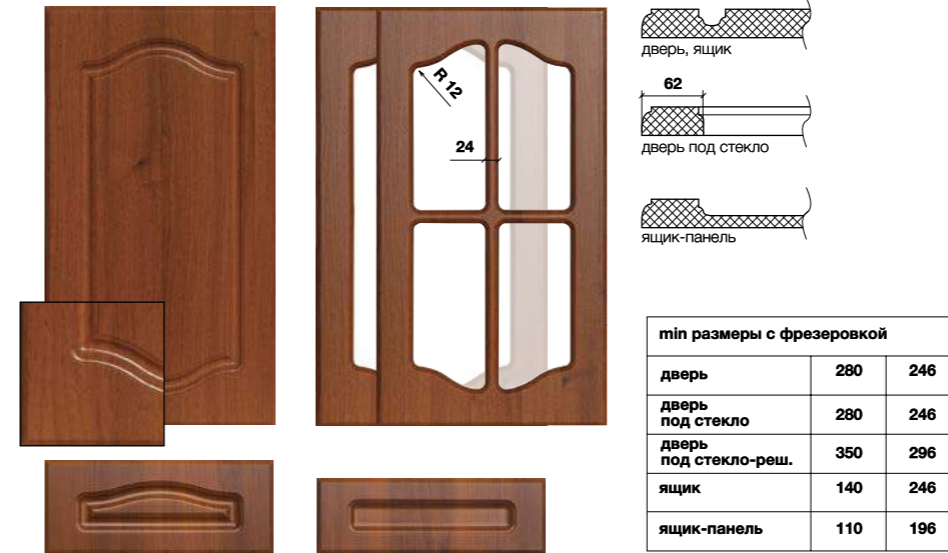 R 12
24
дверь, ящик
62
дверь под стекло
ящик-панель
min размеры с фрезеровкой
дверь 280 246
дверь
под стекло 280 246
дверь
под стекло-реш. 350 296
ящик 140 246
ящик-панель 110 196